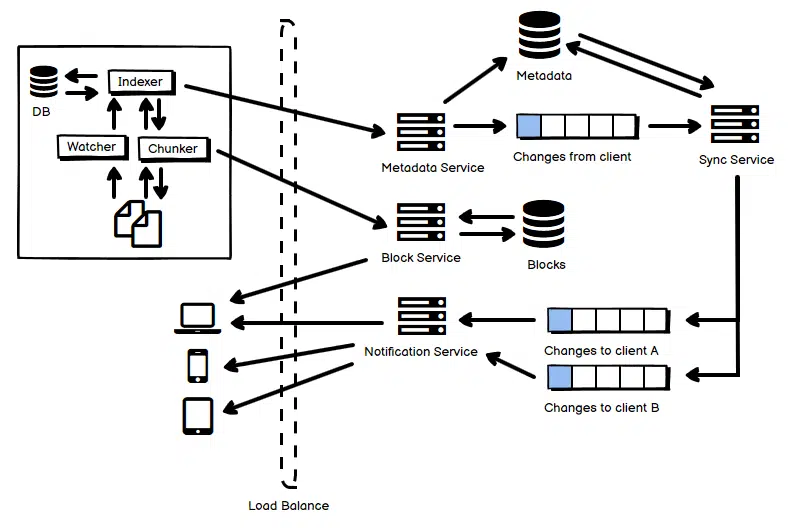 Metadata
Indexer
DB
Watcher
Chunker
Metadata Service
Changes from client
Sync Service
Block Service
Blocks
Notification Service
Changes to client A
Changes to client B
Load Balance